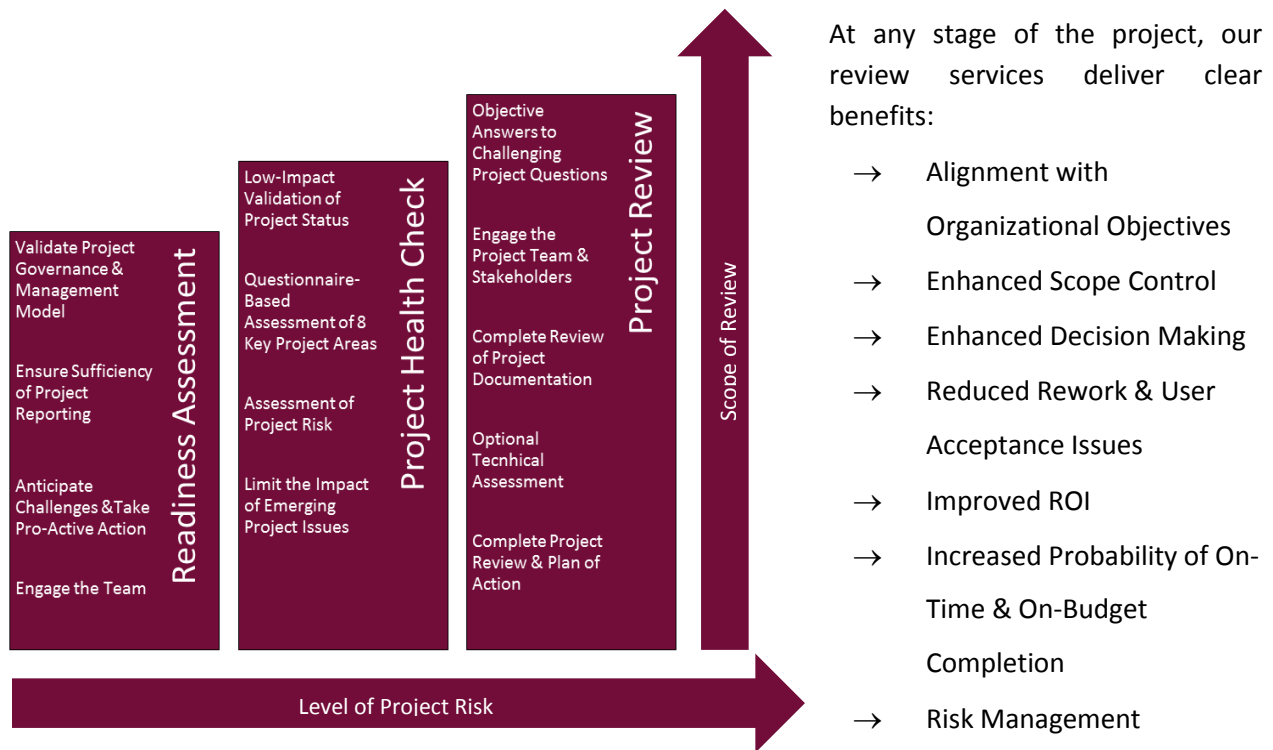 Validate Project
Governance &
Management
Model
Ensure Sufficiency
of Project
Reporting
Anticipate
Challenges &Take
Pro-Active Action
Engage the Team
Readiness Assessment
Low-Impact
Validation of
Project Status
Questionnaire-
Based
Assessment of 8
Key Project Areas
Assessment of
Project Risk
Limit the Impact
of Emerging
Project Issues
Project Health Check
Objective
Answers to
Challenging
Project Questions
Engage the
Project Team &
Stakeholders
Complete Review
of Project
Documentation
Optional
Tecnhical
Assessment
Complete Project
Review & Plan of
Action
Project Review
Scope of Review
Level of Project Risk
At any stage of the project, our
review services deliver clear
benefits:
→ Alignment with
Organizational Objectives
→ Enhanced Scope Control
→ Enhanced Decision Making
→ Reduced Rework & User
Acceptance Issues
→ Improved ROI
→ Increased Probability of On-
Time & On-Budget
Completion
→ Risk Management